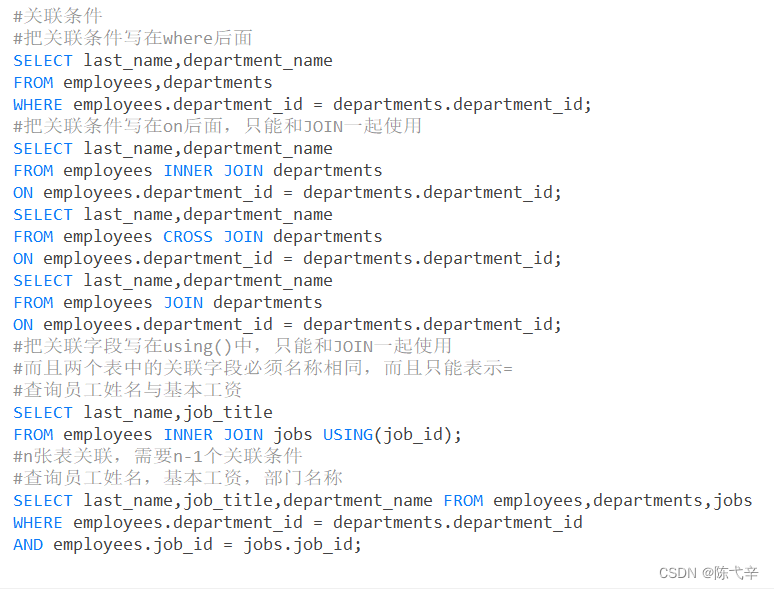 #关联条件
#把关联条件写在where后面
SELECT last_name,department_name
FROM employees,departments
WHERE employees.department_id = departments.department_id;
#把关联条件写在on后面，只能和JOIN一起使用
SELECT last_name,department_name
FROM employees INNER JOIN departments
ON employees.department_id = departments.department_id;
SELECT last_name,department_name
FROM employees CROSS JOIN departments
ON employees.department_id = departments.department_id;
SELECT last_name,department_name
FROM employees JOIN departments
ON employees.department_id = departments.department_id;
#把关联字段写在using()中，只能和JOIN一起使用
#而且两个表中的关联字段必须名称相同，而且只能表示=
#查询员工姓名与基本工资
SELECT last_name,job_title
FROM employees INNER JOIN jobs USING(job_id);
#n张表关联，需要n-1个关联条件
#查询员工姓名，基本工资，部门名称
SELECT last_name,job_title,department_name FROM employees,departments,jobs
WHERE employees.department_id = departments.department_id
AND employees.job_id = jobs.job_id;
CSDN @陈弋辛